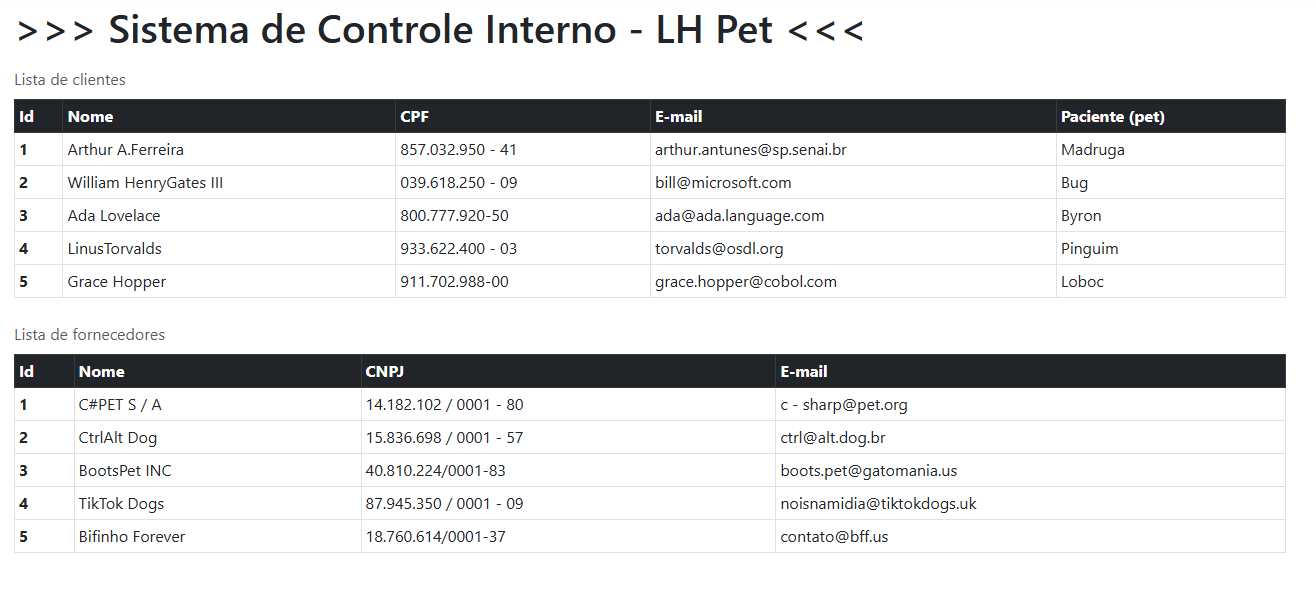 >>> Sistema de Controle Interno - LH Pet <<<
Lista de clientes
Id Nome CPF E-mail Paciente (pet)
1 Arthur A.Ferreira 857.032.950 - 41 arthur.antunes@sp.senai.br Madruga
2 William HenryGates III 039.618.250 - 09 bill@microsoft.com Bug
3 Ada Lovelace 800.777.920-50 ada@ada.language.com Byron
4 LinusTorvalds 933.622.400 - 03 torvalds@osdl.org Pinguim
5 Grace Hopper 911.702.988-00 grace.hopper@cobol.com Loboc
Lista de fornecedores
Id Nome CNPJ E-mail
1 C#PET S / A 14.182.102 / 0001 - 80 c - sharp@pet.org
2 CtrlAlt Dog 15.836.698 / 0001 - 57 ctrl@alt.dog.br
3 BootsPet INC 40.810.224/0001-83 boots.pet@gatomania.us
4 TikTok Dogs 87.945.350 / 0001 - 09 noisnamidia@tiktokdogs.uk
5 Bifinho Forever 18.760.614/0001-37 contato@bff.us